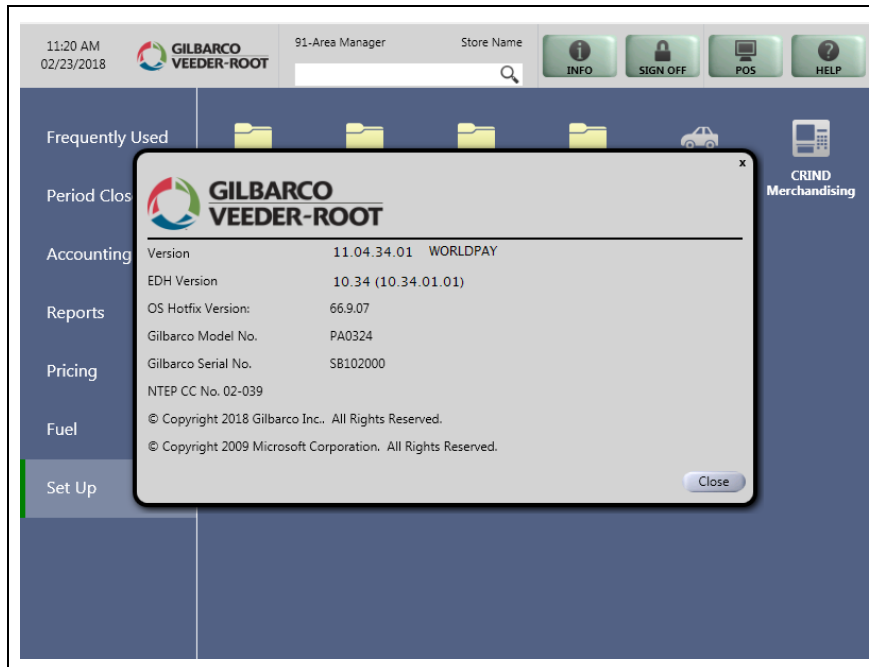 11:20 AM
02/23/2018
GILBARCO
VEEDER-ROOT
91-Area Manager Store Name
INFO
SIGN OFF
POS
HELP
Frequently Used
Period Clos
Accounting
Reports
Pricing
Fuel
Set Up
CRIND
Merchandising
x
GILBARCO
VEEDER-ROOT
Version 11.04.34.01 WORLDPAY
EDH Version 10.34 (10.34.01.01)
OS Hotfix Version: 66.9.07
Gilbarco Model No. PA0324
Gilbarco Serial No. SB102000
NTEP CC No. 02-039
© Copyright 2018 Gilbarco Inc.. All Rights Reserved.
© Copyright 2009 Microsoft Corporation. All Rights Reserved.
Close